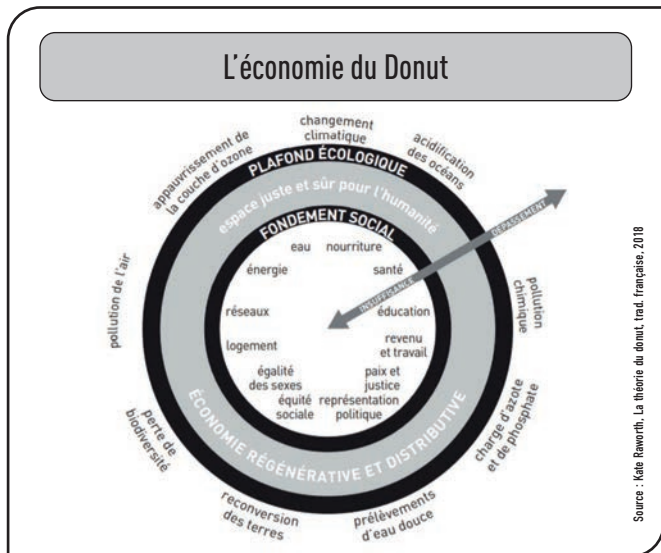 L'économie du Donut
changement
climatique
acidification
des océans
appauvrissement de
la couche d'ozone
PLAFOND ÉCOLOGIQUE
espace juste et sûr pour l'humanité
FONDEMENT SOCIAL
DÉPASSEMENT
INSUFFISANCE
eau
nourriture
énergie
santé
réseaux
éducation
logement
revenu
et travail
égalité
des sexes
paix et
justice
équité
sociale
représentation
politique
ÉCONOMIE RÉGÉNÉRATIVE ET DISTRIBUTIVE
pollution de l'air
pollution
chimique
perte de
biodiversité
charge d'azote
et de phosphate
reconversion
des terres
prélèvements
d'eau douce
Source : Kate Raworth, La théorie du donut, trad. française, 2018